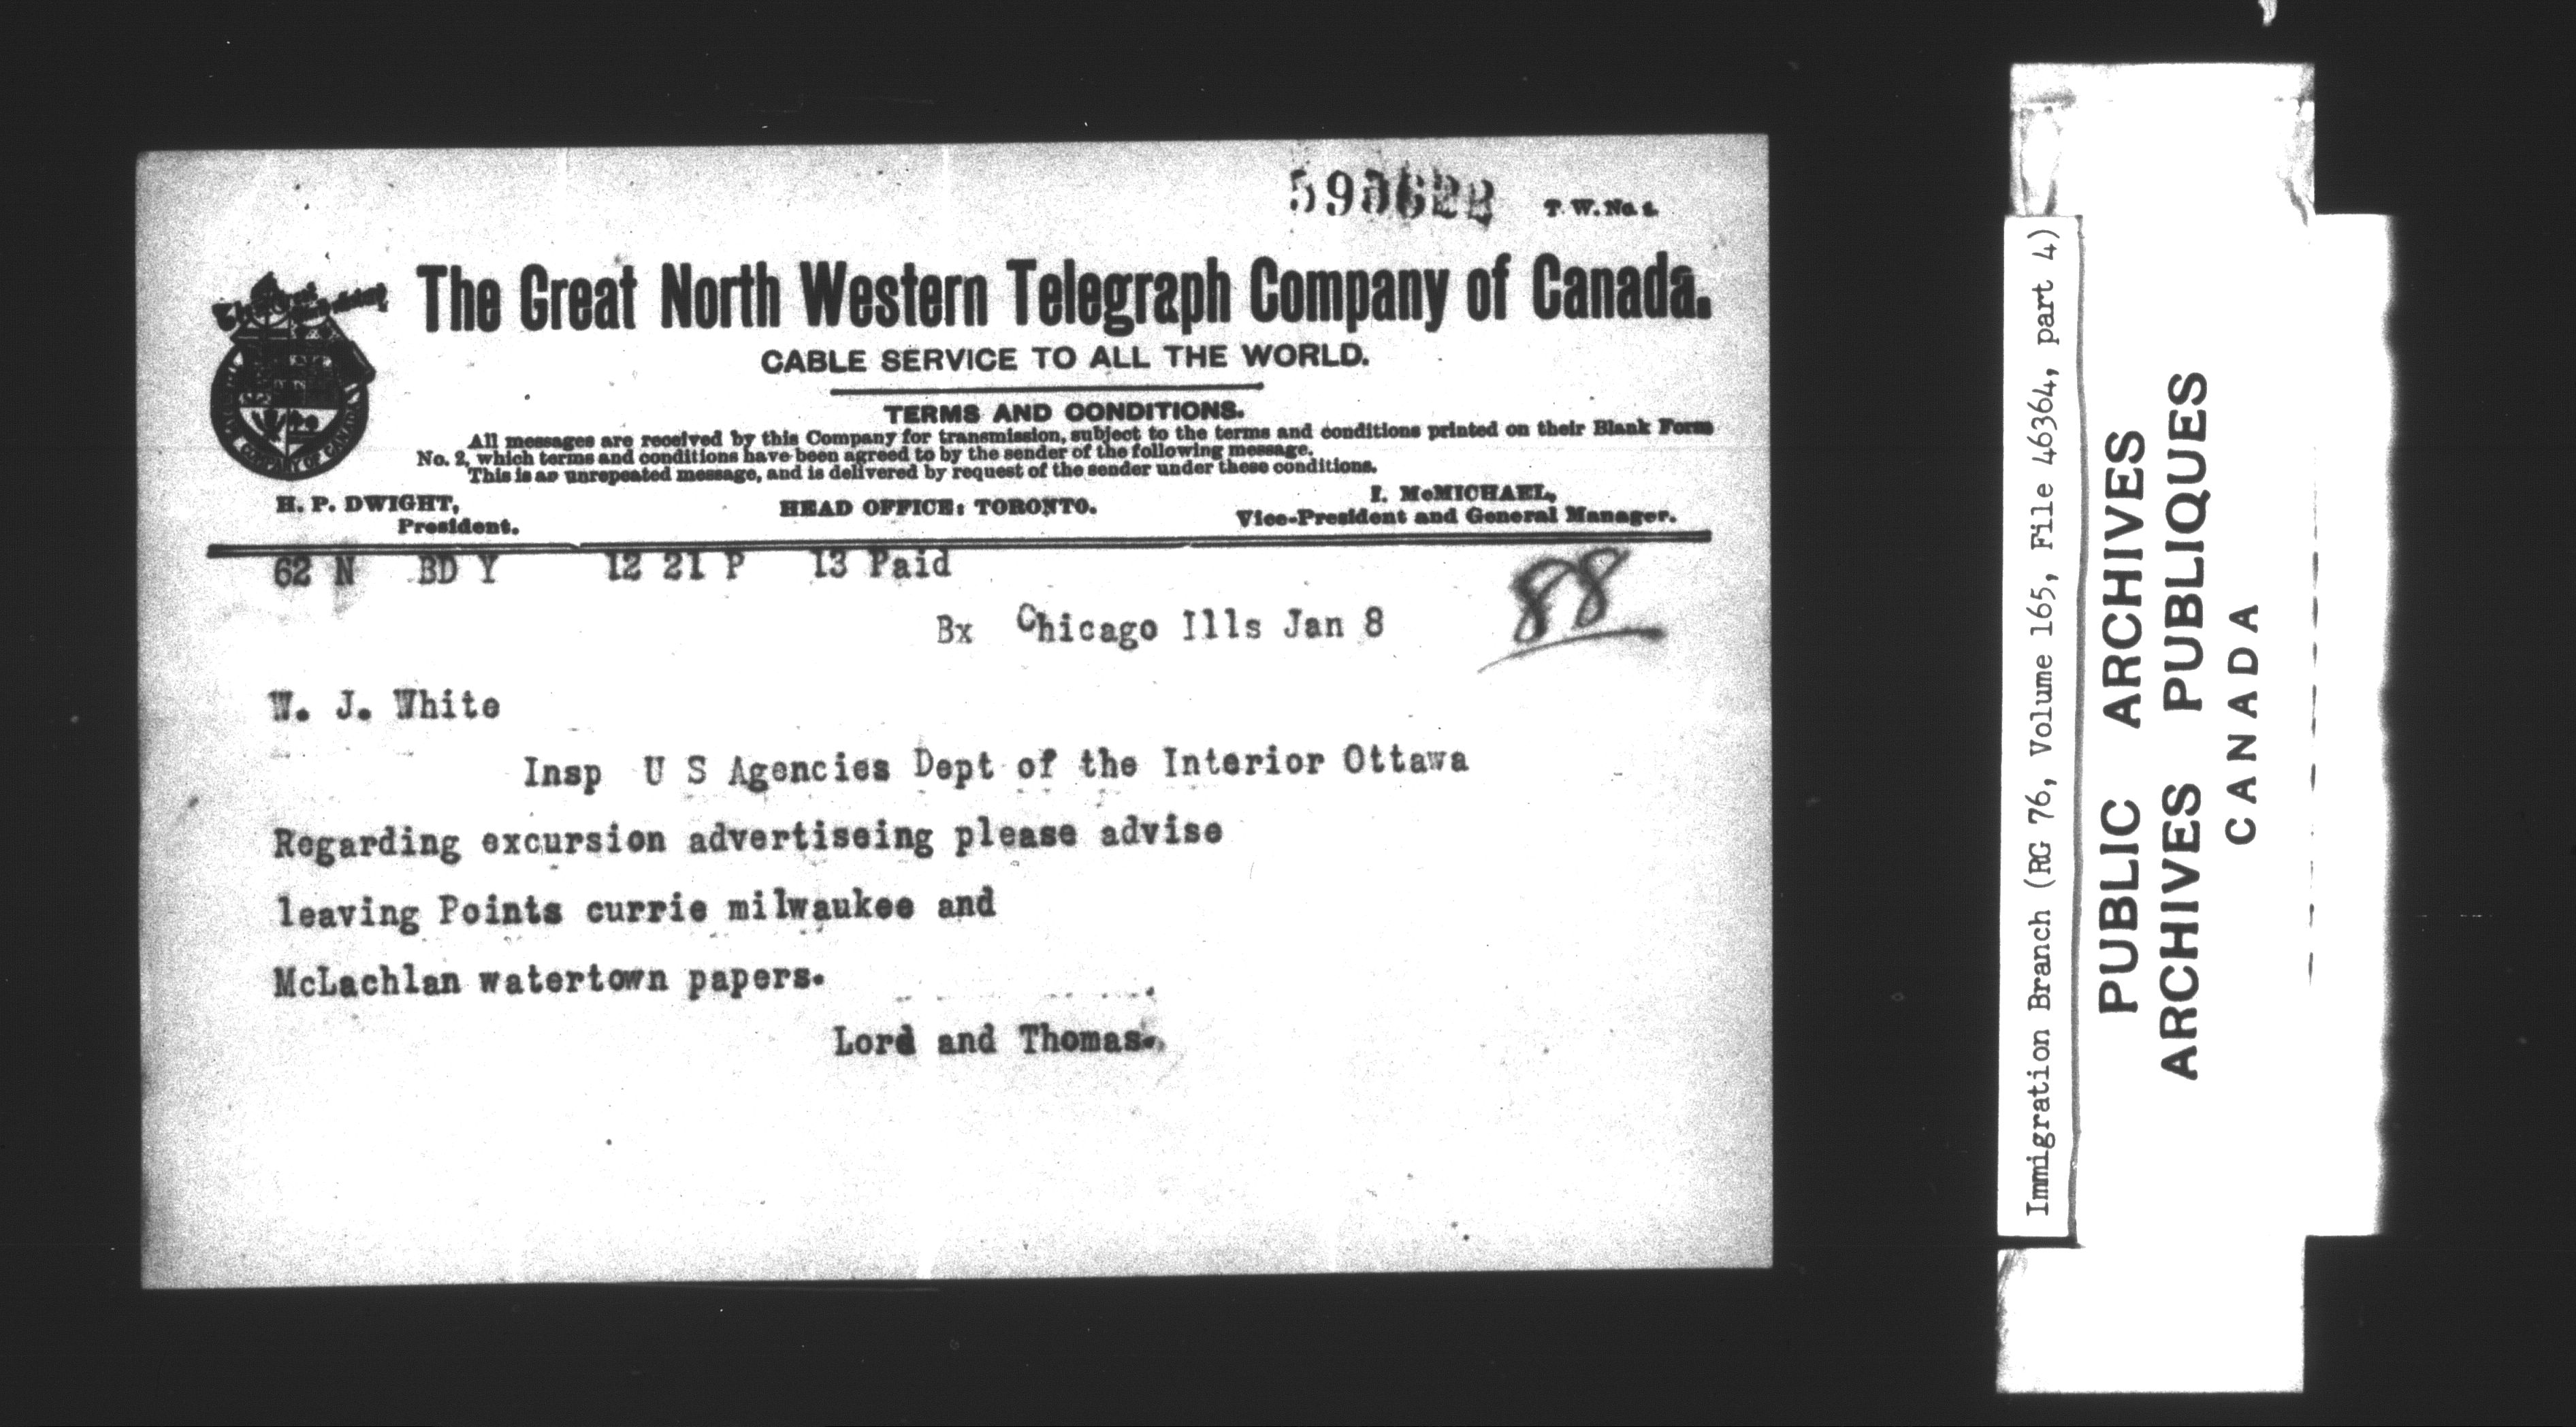 T. W. No.
The Great North Western Telegraph Company of Canada.
CABLE SERVICE TO ALL THE WORLD.
TERMS AND CONDITIONS.
All messages are received by this Company for transmission, subject to the terms and conditions printed on their Blank Form
No. 2, which terms and conditions have been agreed to by the sender of the following message.
This is an unrepeated message, and is delivered by request of the sender under these conditions.
H. P. DWIGHT,
President.
HEAD OFFICE: TORONTO.
I. McMICHAEL,
Vice-President and General Manager.
COMPANY OF CANADA
62 N BD Y 12 21 P 13 Paid
88
Bx Chicago Ills Jan 8
W. J. White
Insp U S Agencies Dept of the Interior Ottawa
Regarding excursion advertiseing please advise
leaving Points currie milwaukee and
McLachlan watertown papers.
Lord and Thomas.
Immigration Branch (RG 76, Volume 165, File 46364, part 4)
PUBLIC ARCHIVES
ARCHIVES PUBLIQUES
CANADA